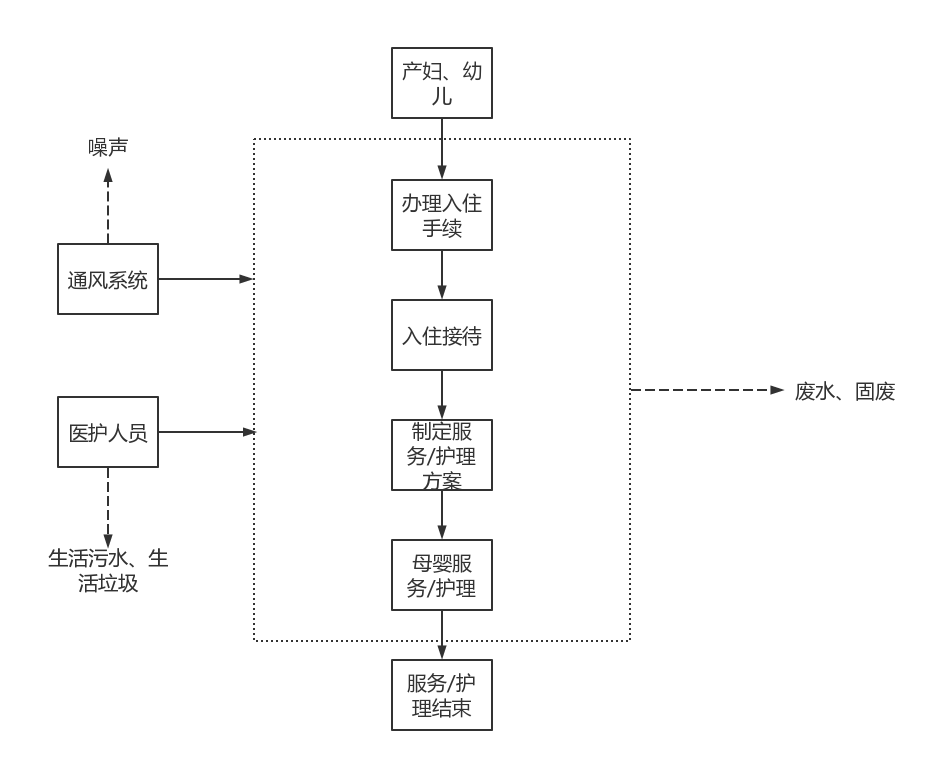 产妇、幼
儿
噪声
办理入住
手续
通风系统
入住接待
废水、固废
医护人员
制定服
务/护理
方案
生活污水、生
活垃圾
母婴服
务/护理
服务/护
理结束